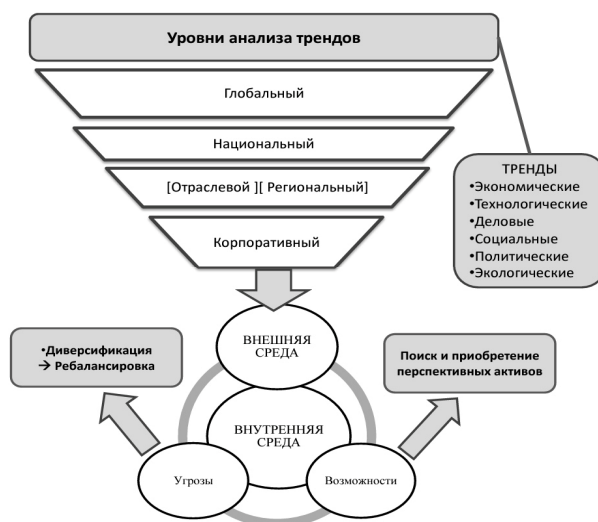 Уровни анализа трендов
Глобальный
Национальный
[Отраслевой ][ Региональный]
Корпоративный
ТРЕНДЫ
•Экономические
•Технологические
•Деловые
•Социальные
•Политические
•Экологические
ВНЕШНЯЯ
СРЕДА
•Диверсификация
→ Ребалансировка
Поиск и приобретение
перспективных активов
ВНУТРЕННЯЯ
СРЕДА
Угрозы
Возможности